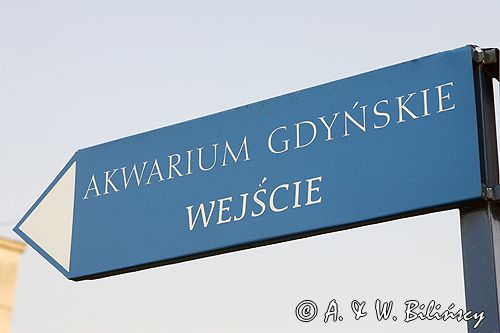 AKWARIUM GDYŃSKIE
WEJŚCIE
© A. & W. Bilińscy